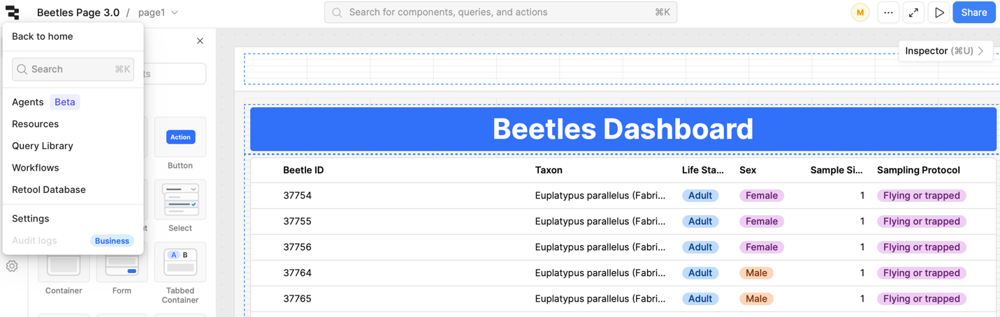 Beetles Page 3.0 / page1
Search for components, queries, and actions ⌘K
M
Share
Back to home
Search ⌘K
Agents Beta
Resources
Query Library
Workflows
Retool Database
Settings
Audit logs Business
Action
Button
Select
A B
Container
Form
Tabbed
Container
Inspector (⌘U)
Beetles Dashboard
Beetle ID Taxon Life Sta... Sex Sample Si... Sampling Protocol
37754 Euplatypus parallelus (Fabri... Adult Female 1 Flying or trapped
37755 Euplatypus parallelus (Fabri... Adult Female 1 Flying or trapped
37756 Euplatypus parallelus (Fabri... Adult Female 1 Flying or trapped
37764 Euplatypus parallelus (Fabri... Adult Male 1 Flying or trapped
37765 Euplatypus parallelus (Fabri... Adult Male 1 Flying or trapped